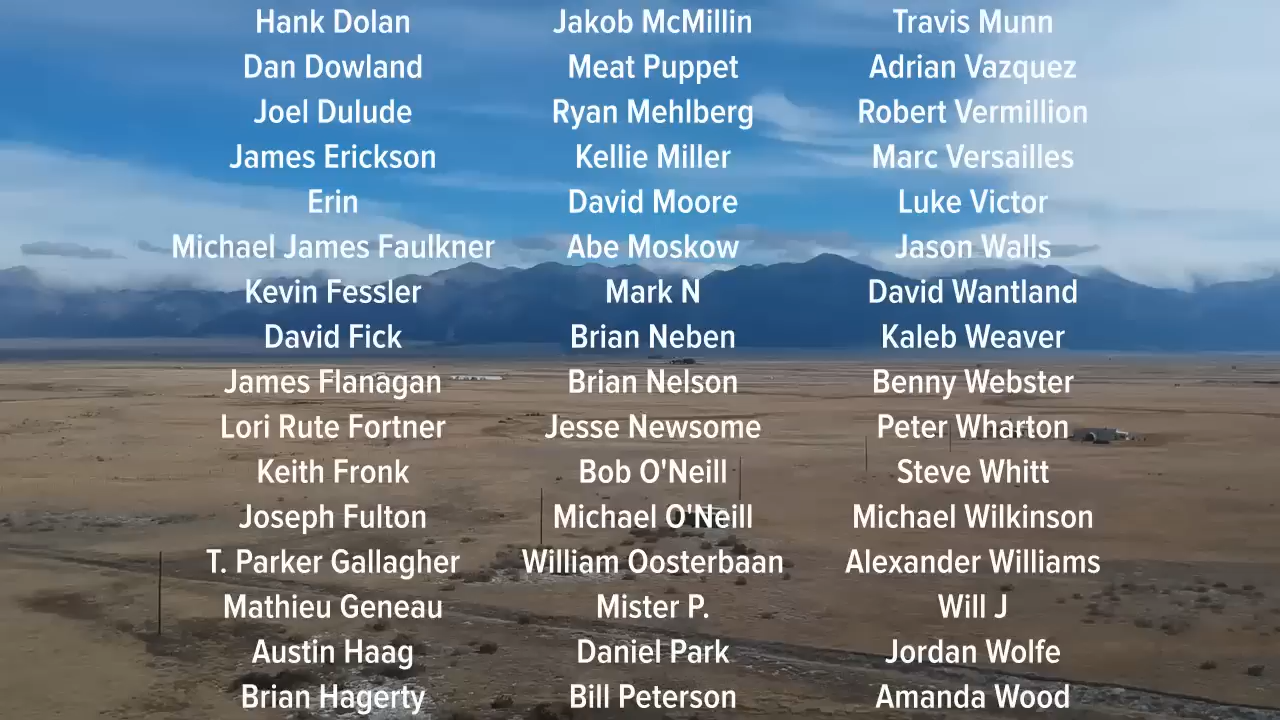 Hank Dolan
Dan Dowland
Joel Dulude
James Erickson
Erin
Michael James Faulkner
Kevin Fessler
David Fick
James Flanagan
Lori Rute Fortner
Keith Fronk
Joseph Fulton
T. Parker Gallagher
Mathieu Geneau
Austin Haag
Brian Hagerty
Jakob McMillin
Meat Puppet
Ryan Mehlberg
Kellie Miller
David Moore
Abe Moskow
Mark N
Brian Neben
Brian Nelson
Jesse Newsome
Bob O'Neill
Michael O'Neill
William Oosterbaan
Mister P.
Daniel Park
Bill Peterson
Travis Munn
Adrian Vazquez
Robert Vermillion
Marc Versailles
Luke Victor
Jason Walls
David Wantland
Kaleb Weaver
Benny Webster
Peter Wharton
Steve Whitt
Michael Wilkinson
Alexander Williams
Will J
Jordan Wolfe
Amanda Wood